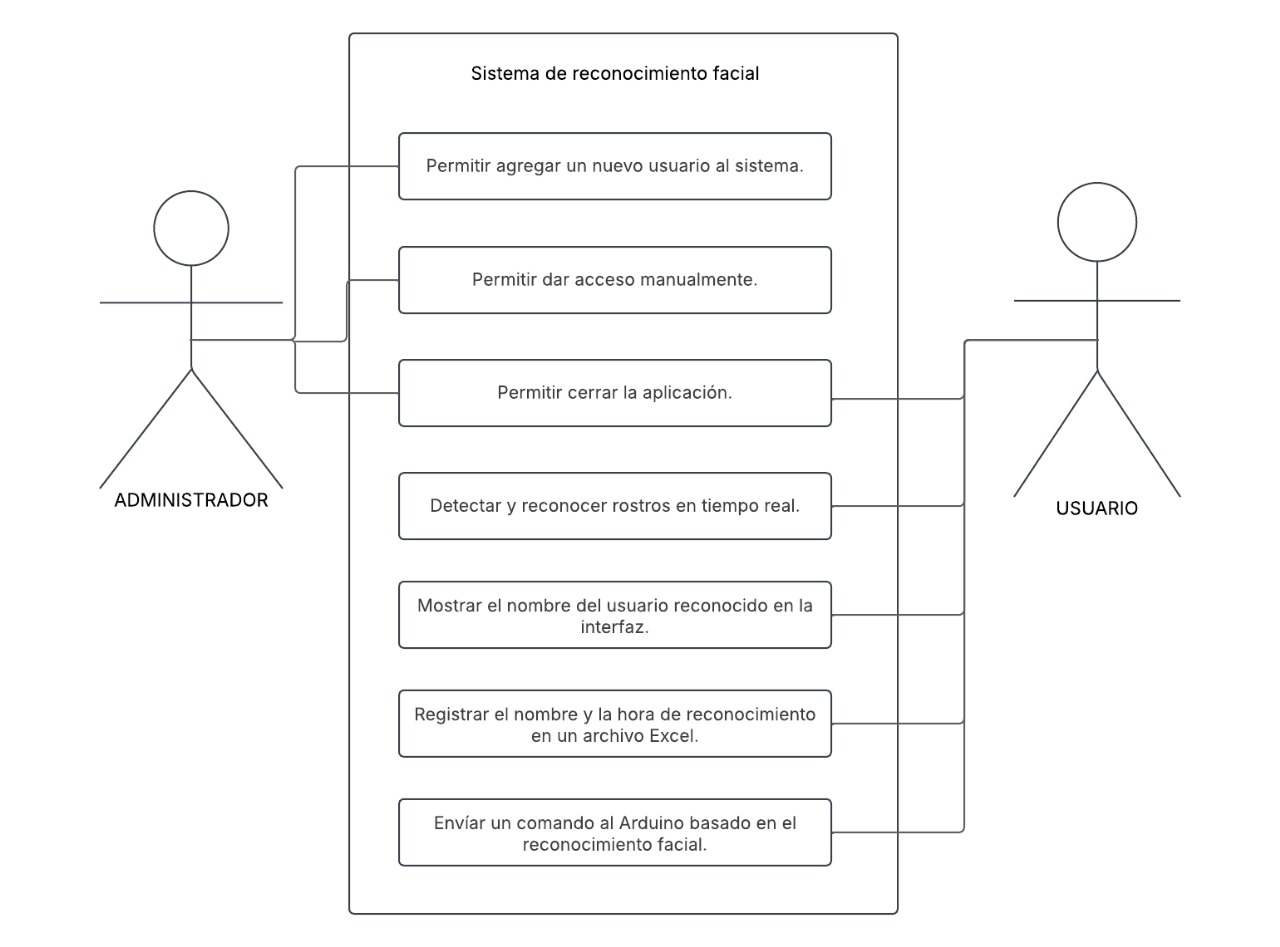 Sistema de reconocimiento facial
Permitir agregar un nuevo usuario al sistema.
Permitir dar acceso manualmente.
Permitir cerrar la aplicación.
ADMINISTRADOR
USUARIO
Detectar y reconocer rostros en tiempo real.
Mostrar el nombre del usuario reconocido en la
interfaz.
Registrar el nombre y la hora de reconocimiento
en un archivo Excel.
Envíar un comando al Arduino basado en el
reconocimiento facial.